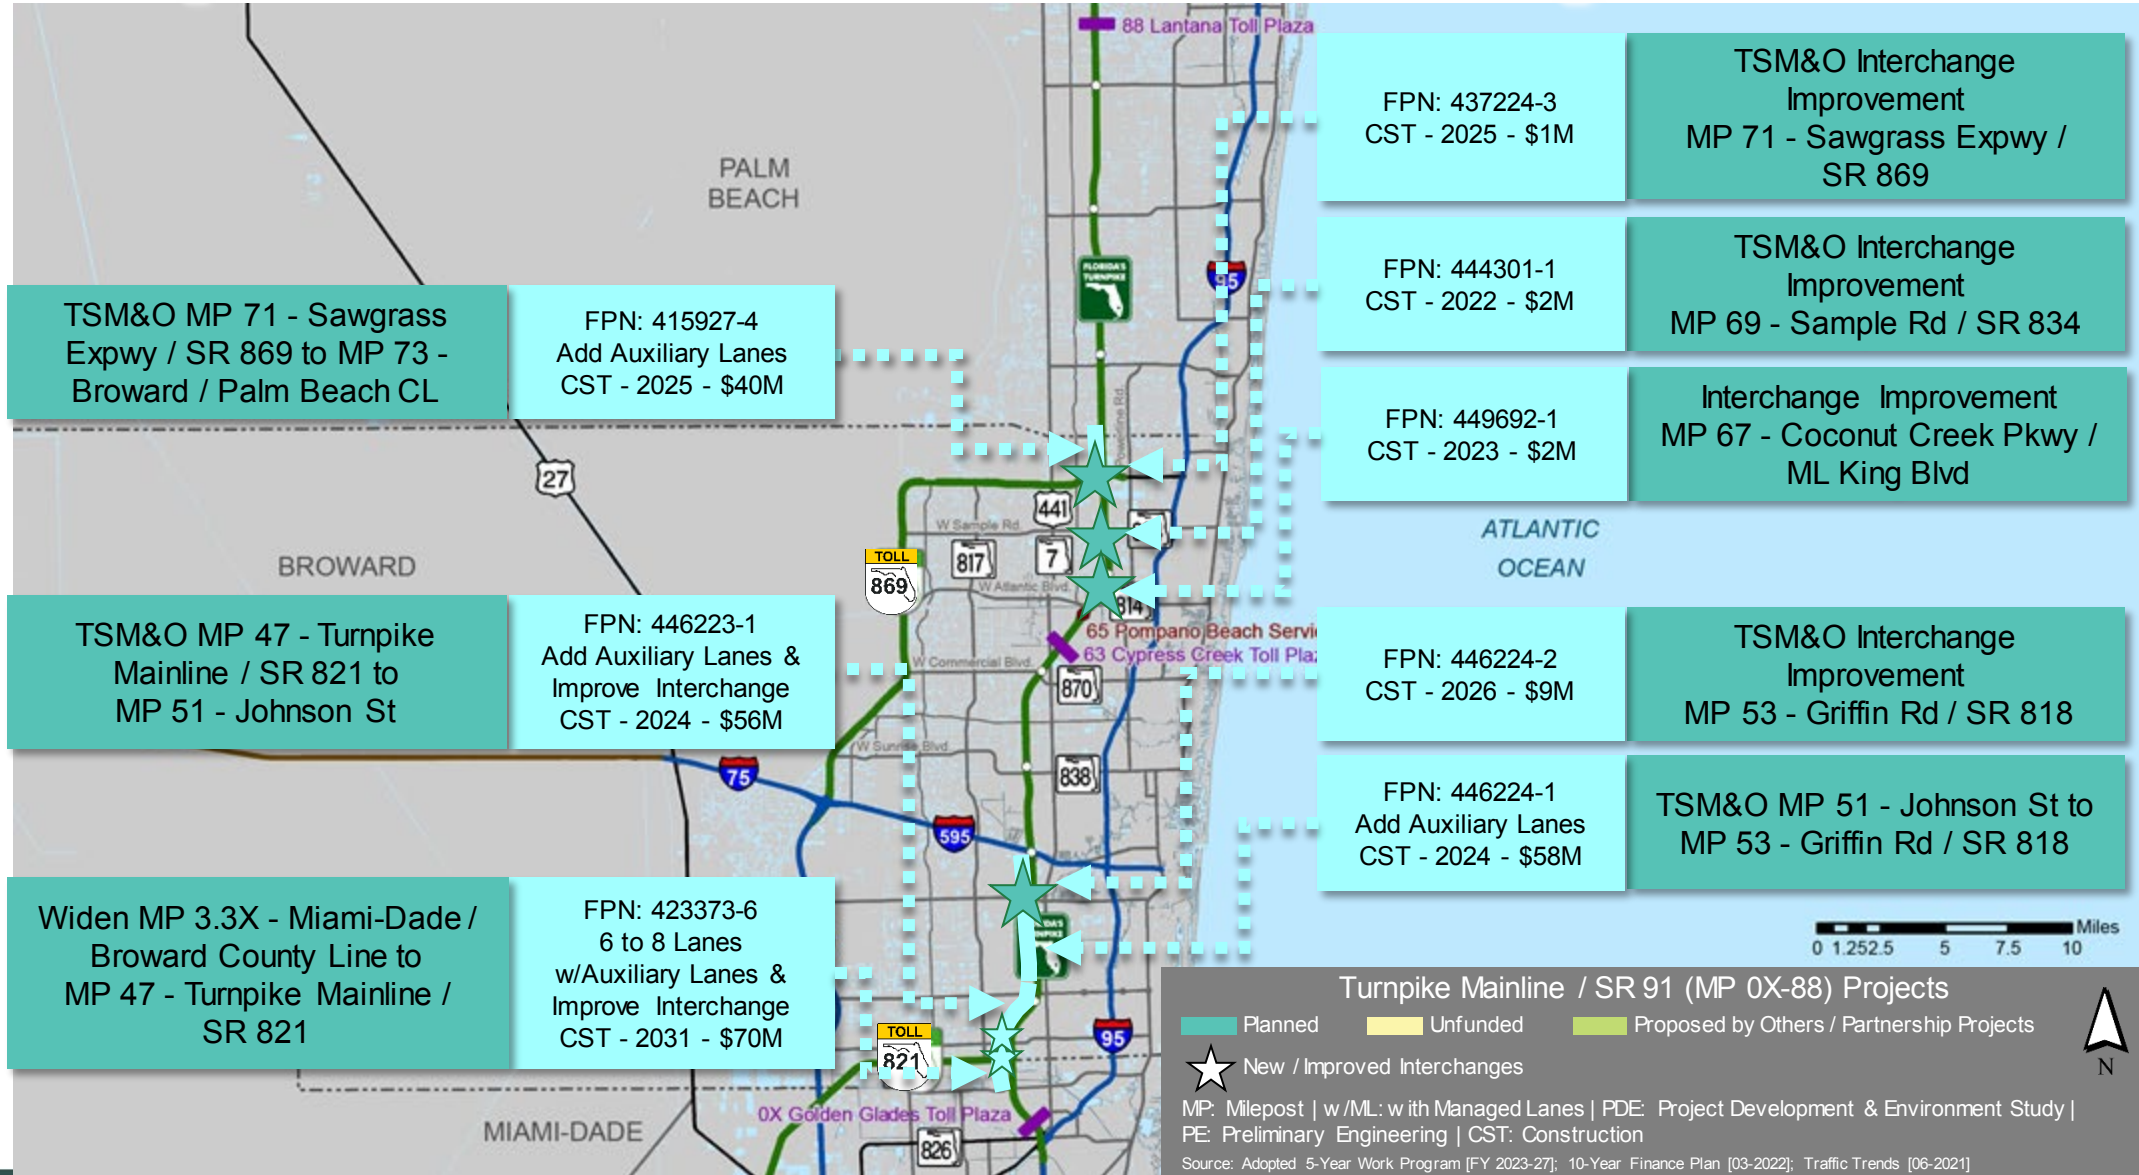 88 Lantana Toll Plaza
PALM
BEACH
FLORIDA'S
TURNPIKE
95
TSM&O MP 71 - Sawgrass
Expwy / SR 869 to MP 73 -
Broward / Palm Beach CL
FPN: 415927-4
Add Auxiliary Lanes
CST - 2025 - $40M
FPN: 437224-3
CST - 2025 - $1M
TSM&O Interchange
Improvement
MP 71 - Sawgrass Expwy /
SR 869
FPN: 444301-1
CST - 2022 - $2M
TSM&O Interchange
Improvement
MP 69 - Sample Rd / SR 834
FPN: 449692-1
CST - 2023 - $2M
Interchange Improvement
MP 67 - Coconut Creek Pkwy /
ML King Blvd
Powerline Rd.
27
441
W Sample Rd.
817
7
TOLL
869
W Atlantic Blvd.
814
BROWARD
ATLANTIC
OCEAN
65 Pompano Beach Servi
63 Cypress Creek Toll Plaz
W Commercial Blvd.
870
TSM&O MP 47 - Turnpike
Mainline / SR 821 to
MP 51 - Johnson St
FPN: 446223-1
Add Auxiliary Lanes &
Improve Interchange
CST - 2024 - $56M
FPN: 446224-2
CST - 2026 - $9M
TSM&O Interchange
Improvement
MP 53 - Griffin Rd / SR 818
W Sunrise Blvd.
838
75
595
FPN: 446224-1
Add Auxiliary Lanes
CST - 2024 - $58M
TSM&O MP 51 - Johnson St to
MP 53 - Griffin Rd / SR 818
Widen MP 3.3X - Miami-Dade /
Broward County Line to
MP 47 - Turnpike Mainline /
SR 821
FPN: 423373-6
6 to 8 Lanes
w/Auxiliary Lanes &
Improve Interchange
CST - 2031 - $70M
TOLL
821
95
0X Golden Glades Toll Plaza
MIAMI-DADE
826
Miles
0 1.25 2.5 5 7.5 10
Turnpike Mainline / SR 91 (MP 0X-88) Projects
Planned
Unfunded
Proposed by Others / Partnership Projects
New / Improved Interchanges
N
MP: Milepost | w/ML: with Managed Lanes | PDE: Project Development & Environment Study |
PE: Preliminary Engineering | CST: Construction
Source: Adopted 5-Year Work Program [FY 2023-27]; 10-Year Finance Plan [03-2022]; Traffic Trends [06-2021]